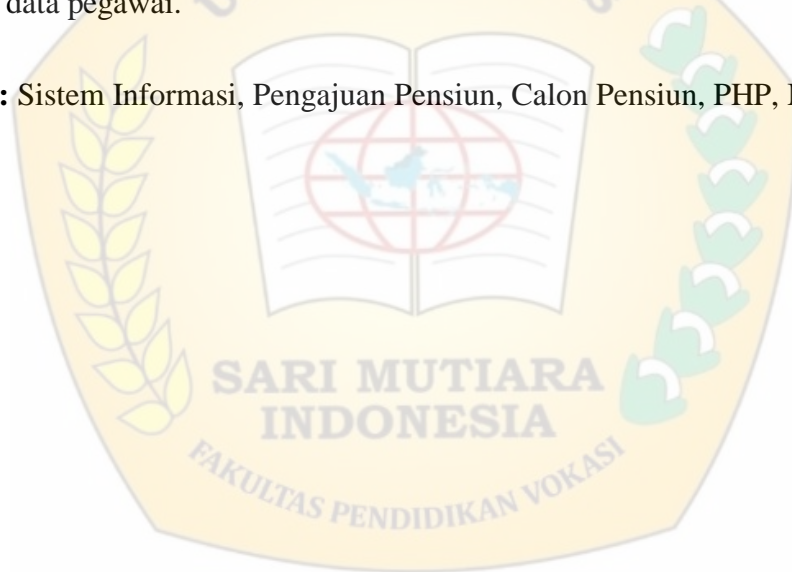 data pegawai.
: Sistem Informasi, Pengajuan Pensiun, Calon Pensiun, PHP,
SARI MUTIARA
INDONESIA
FAKULTAS PENDIDIKAN VOKASI